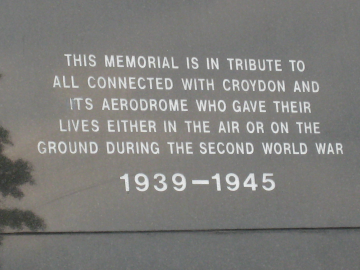 THIS MEMORIAL IS IN TRIBUTE TO
ALL CONNECTED WITH CROYDON AND
ITS AERODROME WHO GAVE THEIR
LIVES EITHER IN THE AIR OR ON THE
GROUND DURING THE SECOND WORLD WAR
1939-1945